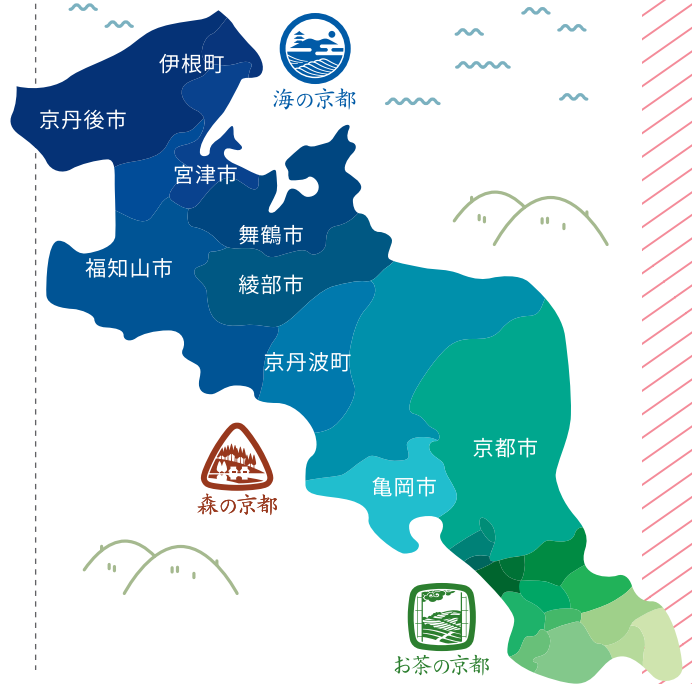 伊根町
海の京都
京丹後市
宮津市
舞鶴市
福知山市
綾部市
京丹波町
京都市
亀岡市
森の京都
お茶の京都